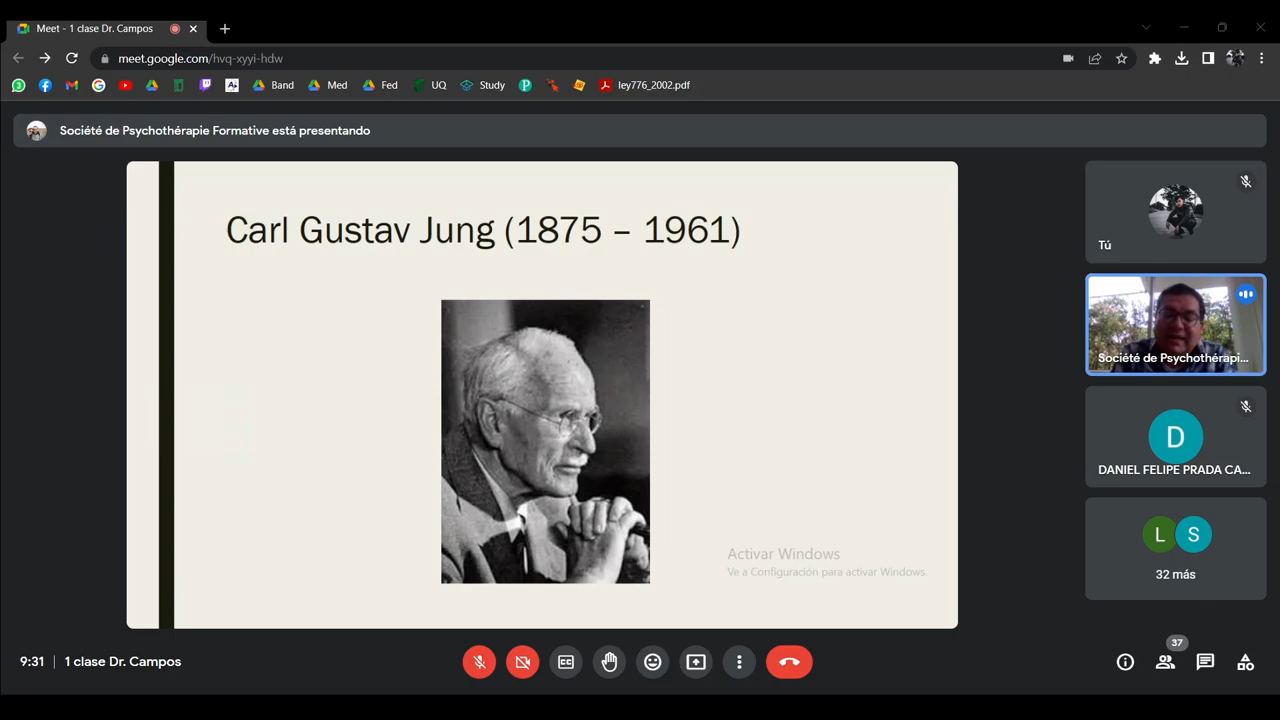 Meet - 1 clase Dr. Campos
meet.google.com/hvq-xyyi-hdw
Band
Med
Fed
UQ
Study
ley776_2002.pdf
Société de Psychothérapie Formative está presentando
Carl Gustav Jung (1875 – 1961)
Activar Windows
Ve a Configuración para activar Windows.
Tú
Société de Psychothérapi...
D
DANIEL FELIPE PRADA CA...
L S
32 más
9:31 | 1 clase Dr. Campos
37